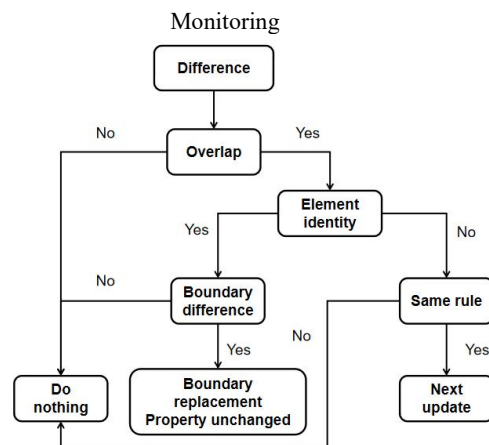 Monitoring
Difference
No
Yes
Overlap
Element
identity
Yes
No
No
Boundary
difference
No
Same rule
Yes
Yes
Do
nothing
Boundary
replacement
Property unchanged
Next
update